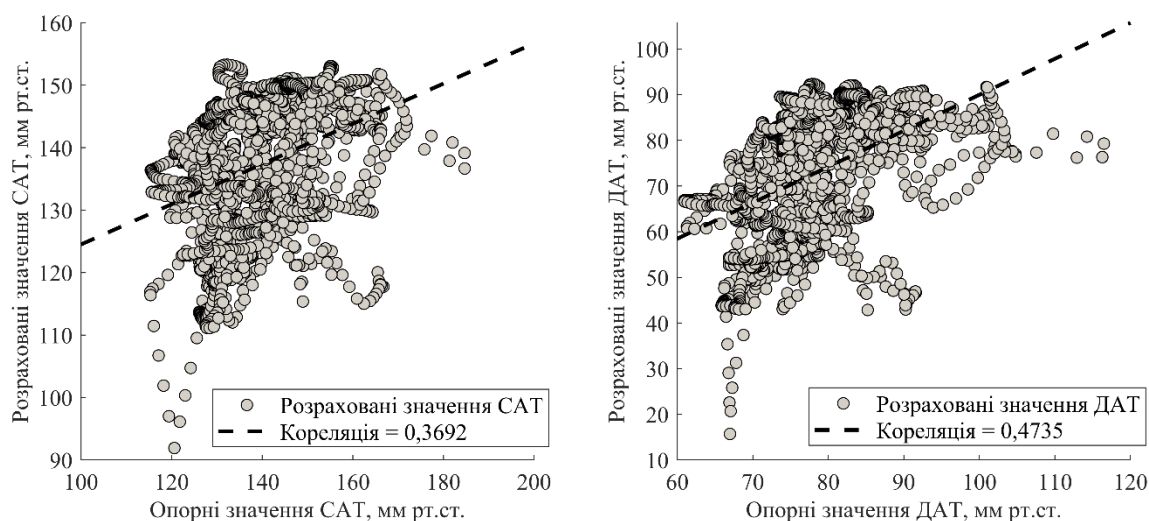 160
150
140
130
120
110
100
90
Розраховані значення САТ, мм рт.ст.
Розраховані значення САТ
Кореляція = 0,3692
100 120 140 160 180 200
Опорні значення САТ, мм рт.ст.
100
90
80
70
60
50
40
30
20
10
Розраховані значення ДАТ, мм рт.ст.
Розраховані значення ДАТ
Кореляція = 0,4735
60 70 80 90 100 110 120
Опорні значення ДАТ, мм рт.ст.